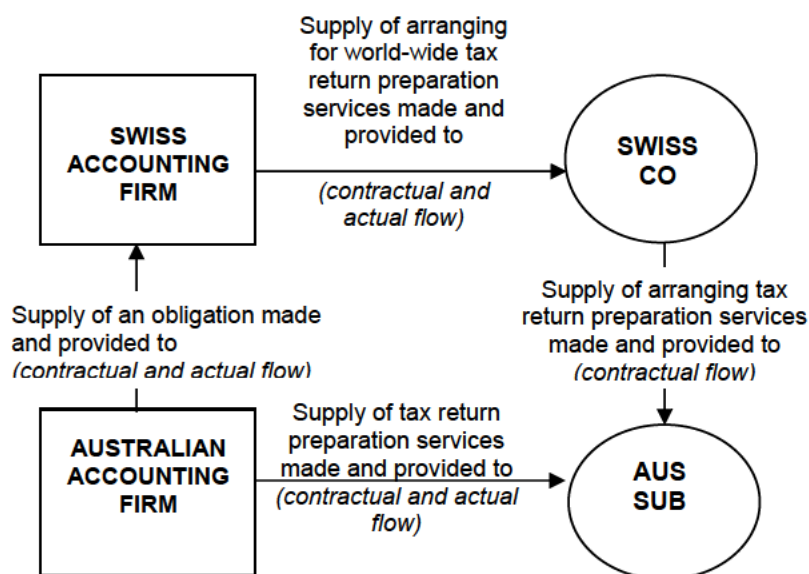 Supply of arranging
for world-wide tax
return preparation
services made and
provided to
SWISS
ACCOUNTING
FIRM
SWISS
CO
(contractual and
actual flow)
Supply of an obligation made
and provided to
(contractual and actual flow)
Supply of arranging tax
return preparation services
made and provided to
(contractual flow)
AUSTRALIAN
ACCOUNTING
FIRM
Supply of tax return
preparation services
made and provided to
(contractual and actual
flow)
AUS
SUB